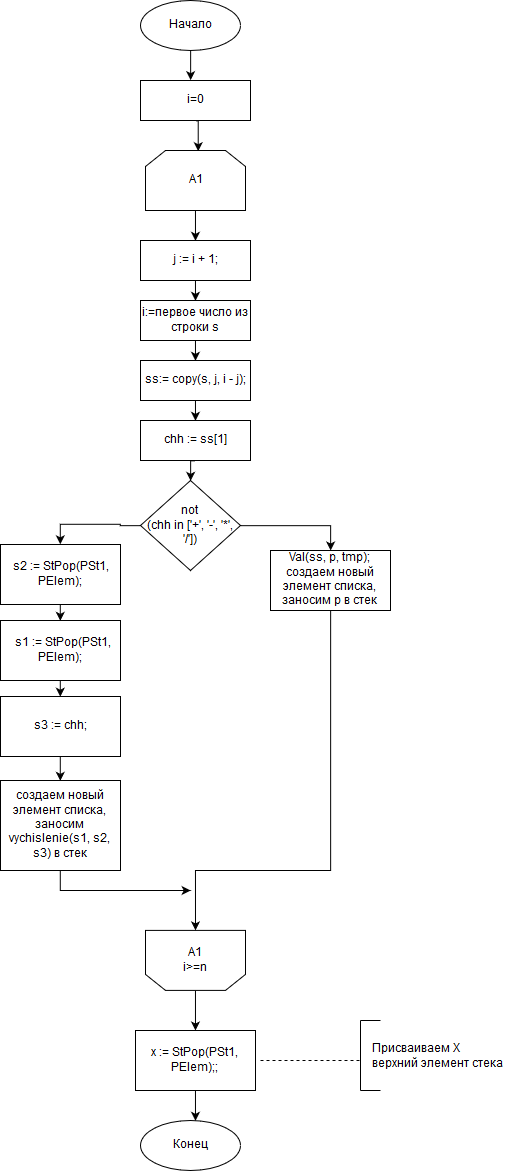 Начало
i=0
A1
j := i + 1;
i:=первое число из
строки s
ss:= copy(s, j, i - j);
chh := ss[1]
not
(chh in ['+', '-', '*',
'/'])
s2 := StPop(PSt1,
PElem);
s1 := StPop(PSt1,
PElem);
s3 := chh;
создаем новый
элемент списка,
заносим
vychislenie(s1, s2,
s3) в стек
Val(ss, p, tmp);
создаем новый
элемент списка,
заносим p в стек
A1
i>=n
x := StPop(PSt1,
PElem);;
Присваиваем X
верхний элемент стека
Конец